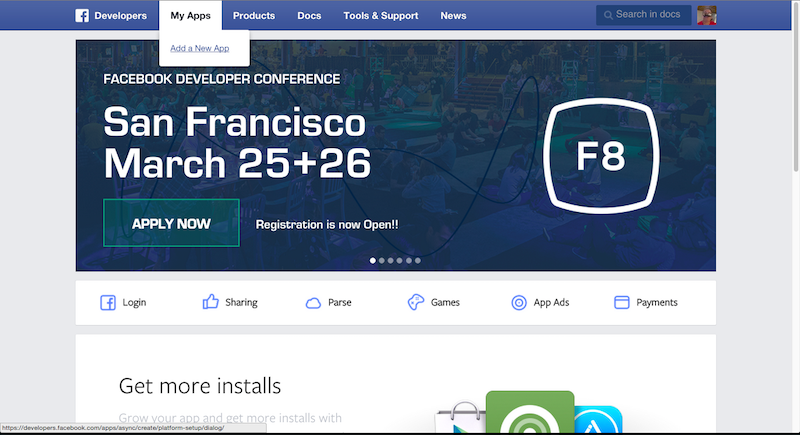 Developers
My Apps
Products
Docs
Tools & Support
News
Search in docs
Add a New App
FACEBOOK DEVELOPER CONFERENCE
San Francisco
March 25+26
F8
APPLY NOW
Registration is now Open!!
Login
Sharing
Parse
Games
App Ads
Payments
Get more installs
Grow your app and get more installs with
https://developers.facebook.com/apps/async/create/platform-setup/dialog/